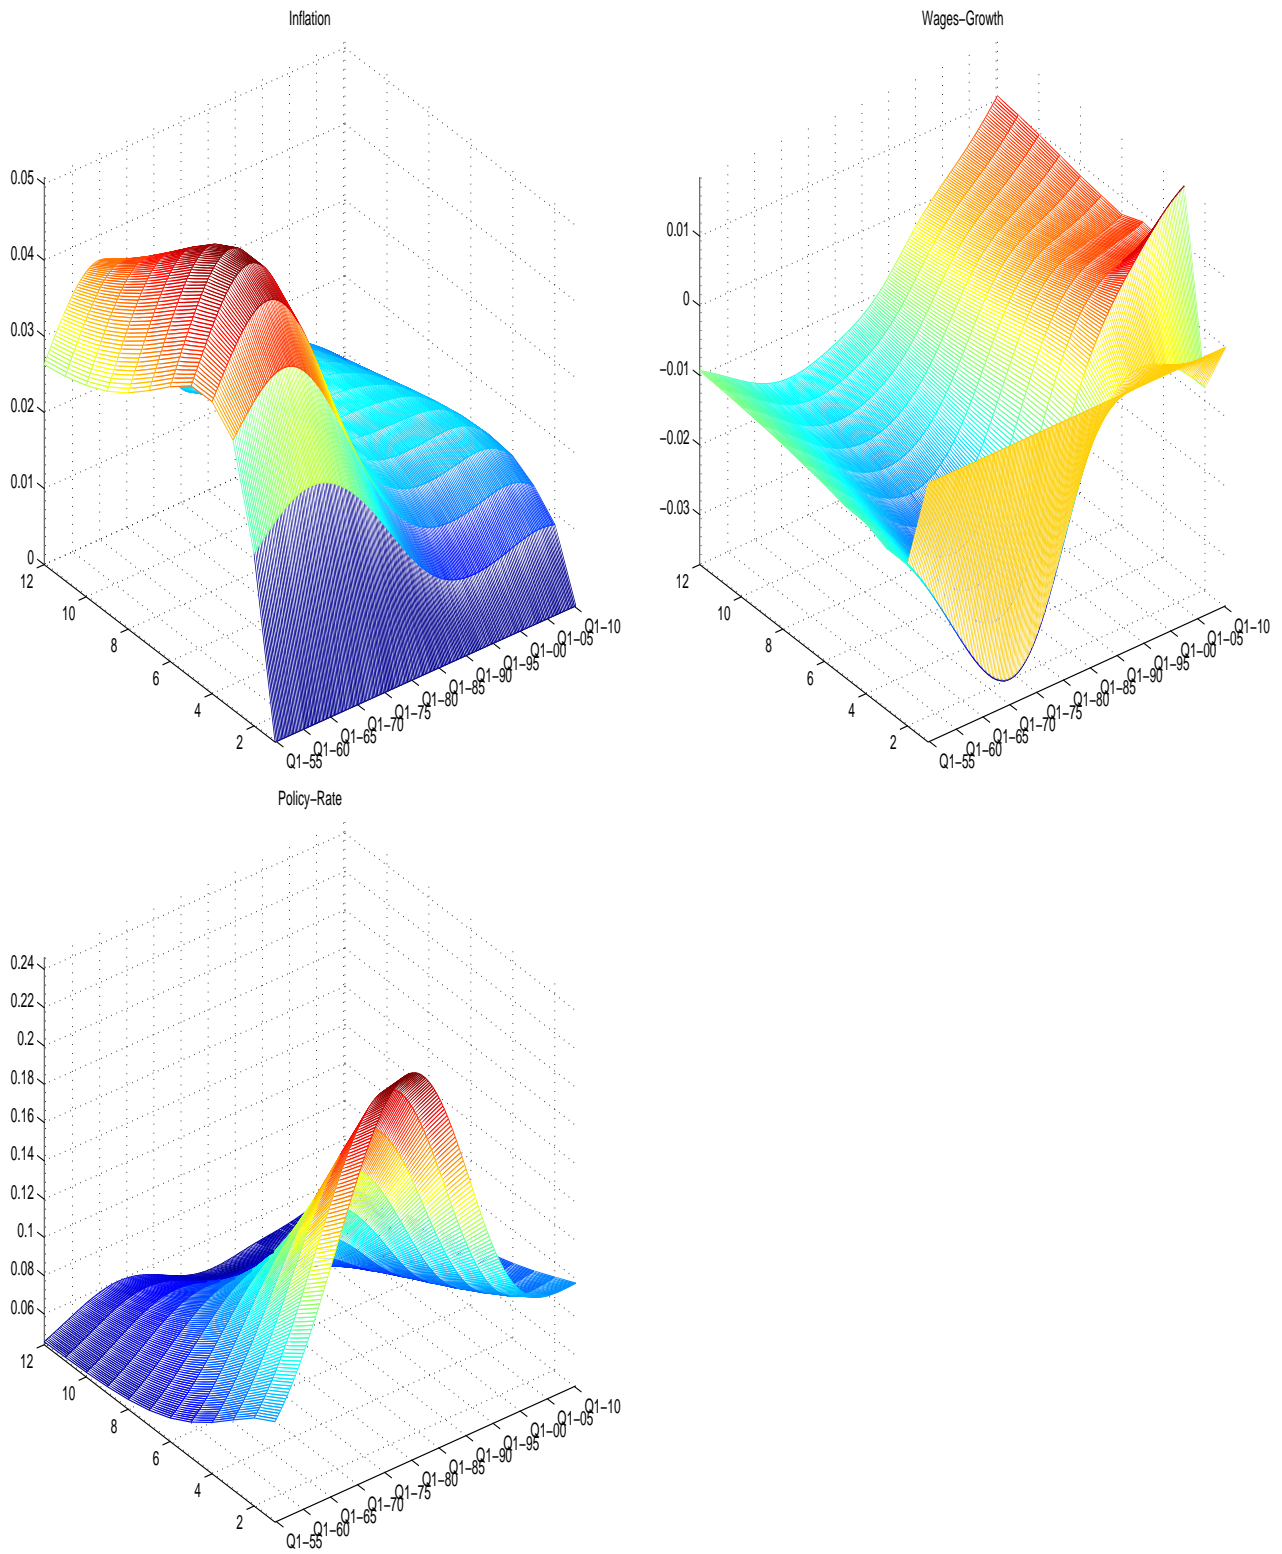 Inflation
0.05
0.04
0.03
0.02
0.01
0
12
10
8
6
4
2
Q1−55
Q1−60
Q1−65
Q1−70
Q1−75
Q1−80
Q1−85
Q1−90
Q1−95
Q1−00
Q1−05
Q1−10
Wages−Growth
0.01
0
−0.01
−0.02
−0.03
12
10
8
6
4
2
Q1−55
Q1−60
Q1−65
Q1−70
Q1−75
Q1−80
Q1−85
Q1−90
Q1−95
Q1−00
Q1−05
Q1−10
Policy−Rate
0.24
0.22
0.2
0.18
0.16
0.14
0.12
0.1
0.08
0.06
12
10
8
6
4
2
Q1−55
Q1−60
Q1−65
Q1−70
Q1−75
Q1−80
Q1−85
Q1−90
Q1−95
Q1−00
Q1−05
Q1−10